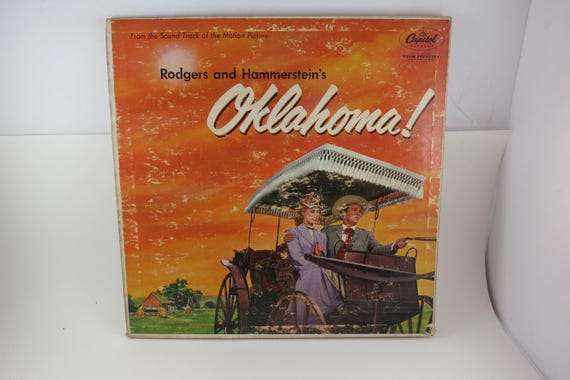 From the Sound Track of the Motion Picture
Capitol
Rodgers and Hammerstein's
Oklahoma!